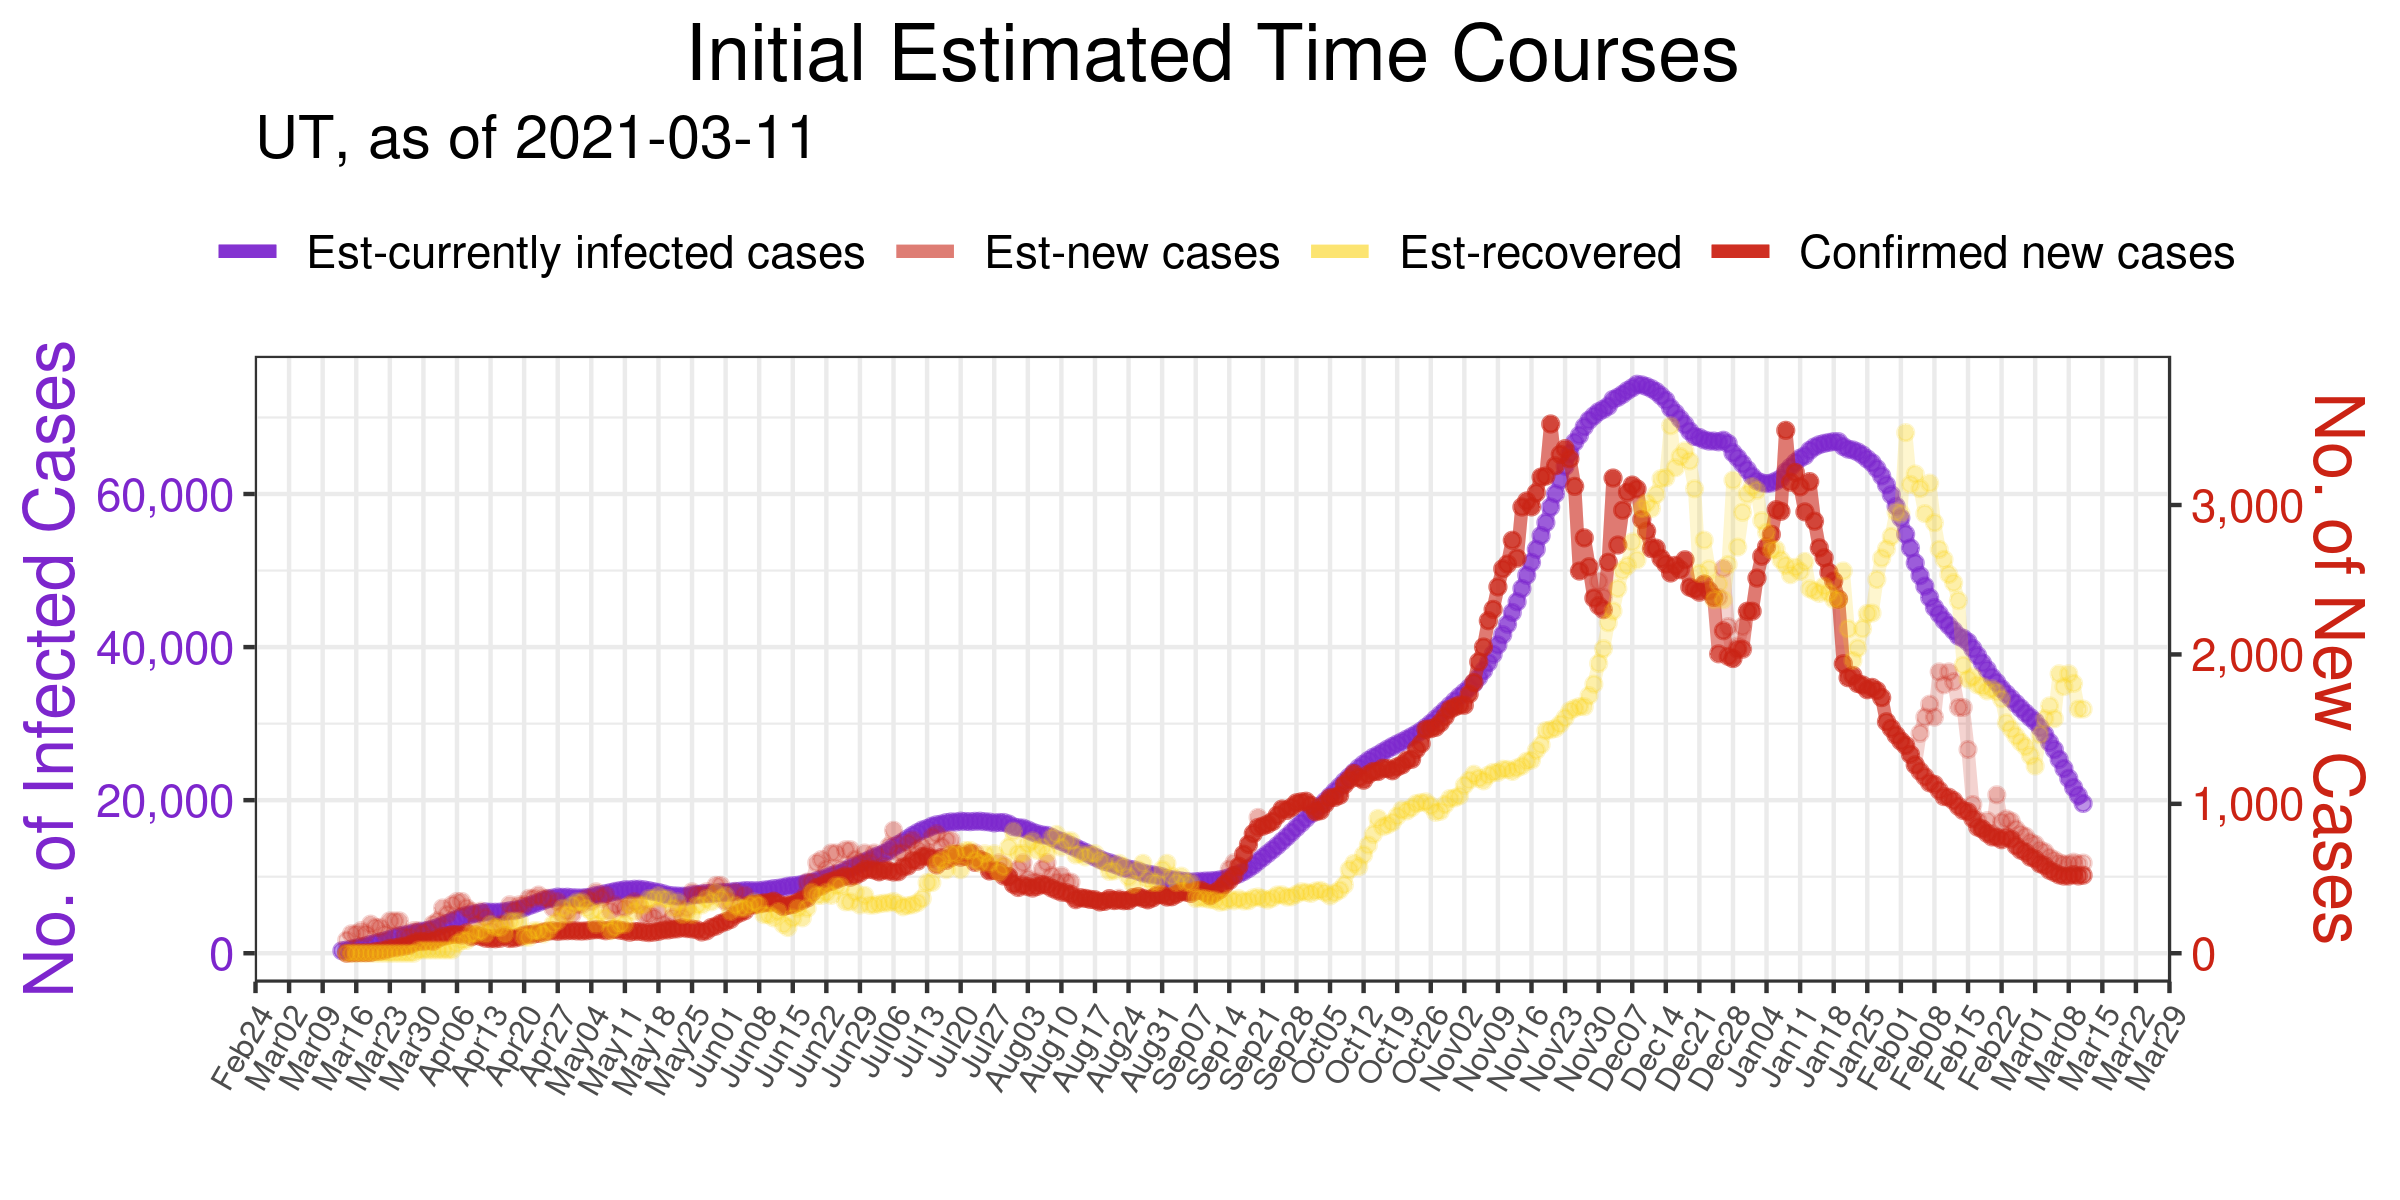 Initial Estimated Time Courses
UT, as of 2021-03-11
Est-currently infected cases Est-new cases Est-recovered Confirmed new cases
No. of Infected Cases
60,000
40,000
20,000
0
3,000
2,000
1,000
0
No. of New Cases
Feb24 Mar02 Mar09 Mar16 Mar23 Mar30 Apr06 Apr13 Apr20 Apr27 May04 May11 May18 May25 Jun01 Jun08 Jun15 Jun22 Jun29 Jul06 Jul13 Jul20 Jul27 Aug03 Aug10 Aug17 Aug24 Aug31 Sep07 Sep14 Sep21 Sep28 Oct05 Oct12 Oct19 Oct26 Nov02 Nov09 Nov16 Nov23 Nov30 Dec07 Dec14 Dec21 Dec28 Jan04 Jan11 Jan18 Jan25 Feb01 Feb08 Feb15 Feb22 Mar01 Mar08 Mar15 Mar22 Mar29